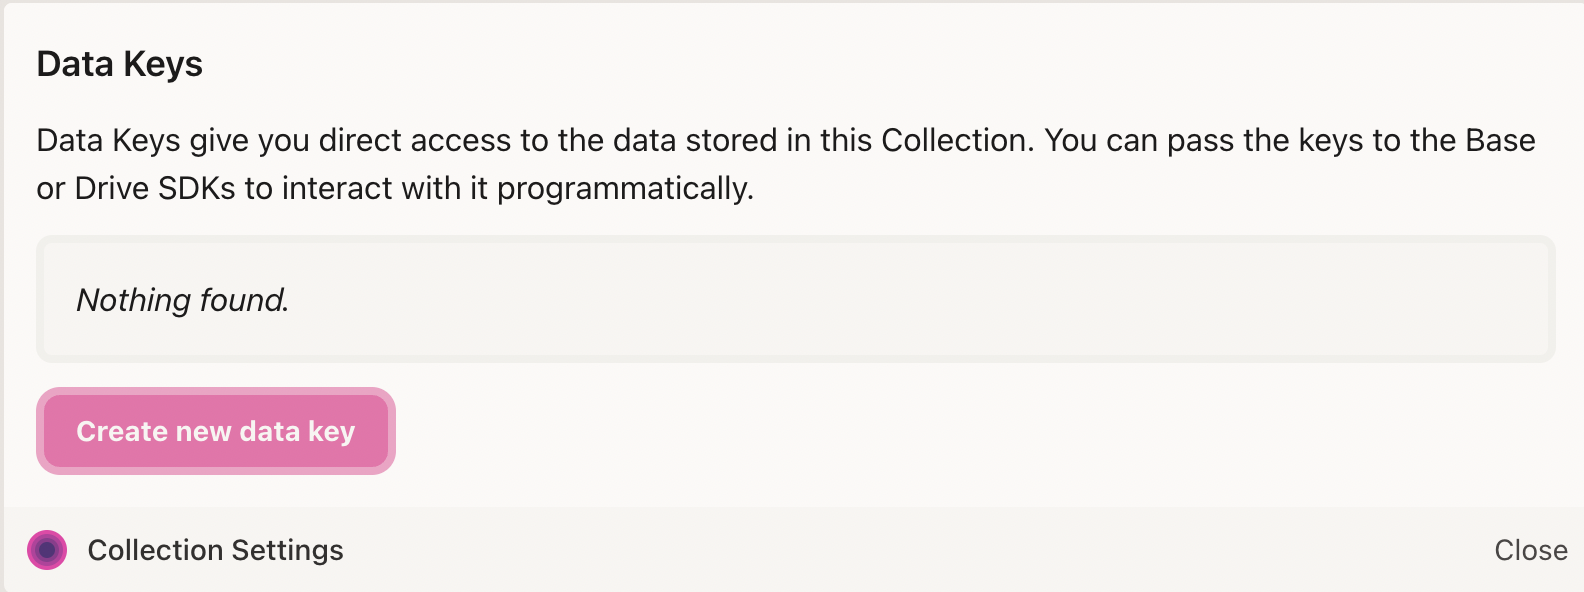 Data Keys
Data Keys give you direct access to the data stored in this Collection. You can pass the keys to the Base
or Drive SDKs to interact with it programmatically.
Nothing found.
Create new data key
Collection Settings
Close